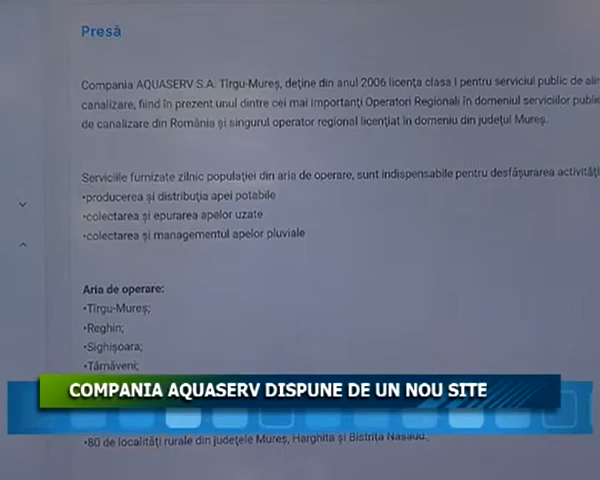 Presă
Compania AQUASERV S.A. Tîrgu-Mureș, deține din anul 2006 licența clasa I pentru serviciul public de
canalizare, fiind în prezent unul dintre cei mai importanți Operatori Regionali în domeniul serviciilor
de canalizare din România și singurul operator regional licențiat în domeniu din județul Mureș.
Serviciile furnizate zilnic populației din aria de operare, sunt indispensabile pentru desfășurarea
•producerea și distribuția apei potabile
•colectarea și epurarea apelor uzate
•colectarea și managementul apelor pluviale
Aria de operare:
•Tîrgu-Mureș;
•Reghin;
•Sighișoara;
•Târnăveni;
COMPANIA AQUASERV DISPUNE DE UN NOU SITE
•80 de localități rurale din județele Mureș, Harghita și Bistrița Năsăud.